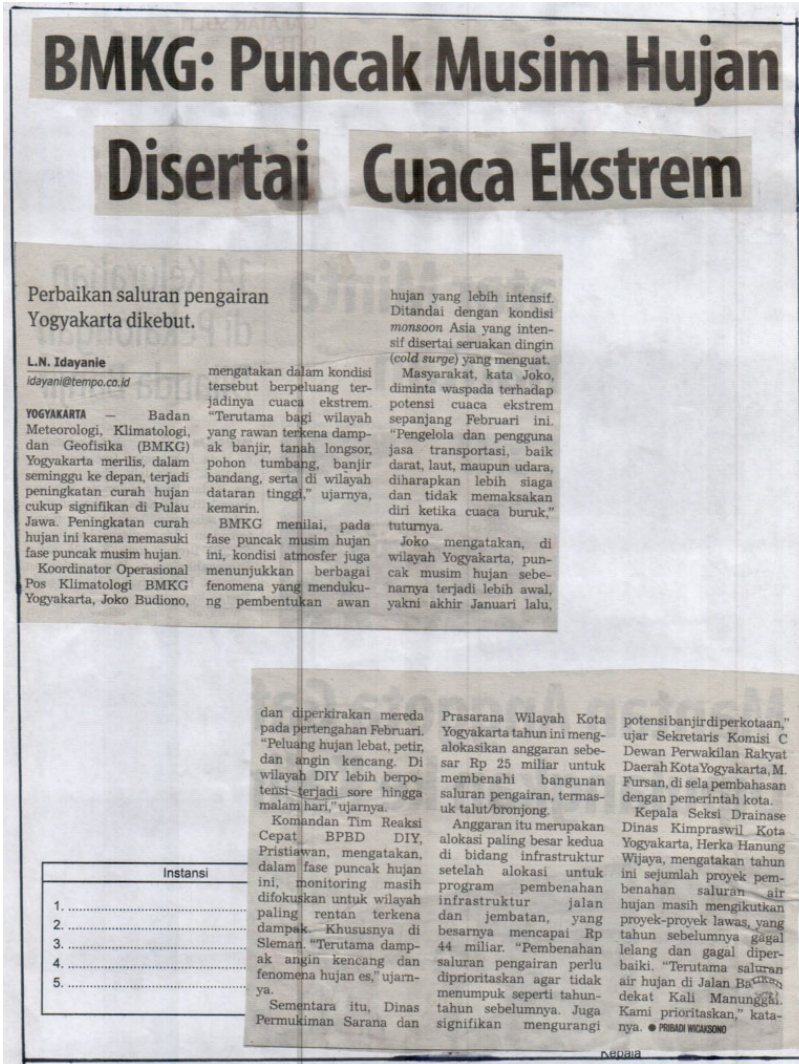 BMKG: Puncak Musim Hujan
Disertai Cuaca Ekstrem
Perbaikan saluran pengairan
Yogyakarta dikebut.
L.N. Idayanie
idayani@tempo.co.id
YOGYAKARTA — Badan
Meteorologi, Klimatologi,
dan Geofisika (BMKG)
Yogyakarta merilis, dalam
seminggu ke depan, terjadi
peningkatan curah hujan
cukup signifikan di Pulau
Jawa. Peningkatan curah
hujan ini karena memasuki
fase puncak musim hujan.
Koordinator Operasional
Pos Klimatologi BMKG
Yogyakarta, Joko Budiono,
mengatakan dalam kondisi
tersebut berpeluang ter-
jadinya cuaca ekstrem.
"Terutama bagi wilayah
yang rawan terkena damp-
ak banjir, tanah longsor,
pohon tumbang, banjir
bandang, serta di wilayah
dataran tinggi," ujarnya,
kemarin.
BMKG menilai, pada
fase puncak musim hujan
ini, kondisi atmosfer juga
menunjukkan berbagai
fenomena yang menduku-
ng pembentukan awan
hujan yang lebih intensif.
Ditandai dengan kondisi
monsoon Asia yang inten-
sif disertai seruakan dingin
(cold surge) yang menguat.
Masyarakat, kata Joko,
diminta waspada terhadap
potensi cuaca ekstrem
sepanjang Februari ini.
"Pengelola dan pengguna
jasa transportasi, baik
darat, laut, maupun udara,
diharapkan lebih siaga
dan tidak memaksakan
diri ketika cuaca buruk,"
tuturnya.
Joko mengatakan, di
wilayah Yogyakarta, pun-
cak musim hujan sebe-
narnya terjadi lebih awal,
yakni akhir Januari lalu,
dan diperkirakan mereda
pada pertengahan Februari.
"Peluang hujan lebat, petir,
dan angin kencang. Di
wilayah DIY lebih berpo-
tensi terjadi sore hingga
malam hari," ujarnya.
Komandan Tim Reaksi
Cepat BPBD DIY,
Pristiawan, mengatakan,
dalam fase puncak hujan
ini, monitoring masih
difokuskan untuk wilayah
paling rentan terkena
dampak. Khususnya di
Sleman. "Terutama damp-
ak angin kencang dan
fenomena hujan es," ujarn-
ya.
Sementara itu, Dinas
Permukiman Sarana dan
Prasarana Wilayah Kota
Yogyakarta tahun ini meng-
alokasikan anggaran sebe-
sar Rp 25 miliar untuk
membenahi bangunan
saluran pengairan, termas-
uk talut/bronjong.
Anggaran itu merupakan
alokasi paling besar kedua
di bidang infrastruktur
setelah alokasi untuk
program pembenahan
infrastruktur jalan
dan jembatan, yang
besarnya mencapai Rp
44 miliar. "Pembenahan
saluran pengairan perlu
diprioritaskan agar tidak
menumpuk seperti tahun-
tahun sebelumnya. Juga
signifikan mengurangi
potensi banjir di perkotaan,"
ujar Sekretaris Komisi C
Dewan Perwakilan Rakyat
Daerah Kota Yogyakarta, M.
Fursan, di sela pembahasan
dengan pemerintah kota.
Kepala Seksi Drainase
Dinas Kimpraswil Kota
Yogyakarta, Herka Hanung
Wijaya, mengatakan tahun
ini sejumlah proyek pem-
benahan saluran air
hujan masih mengikutkan
proyek-proyek lawas, yang
tahun sebelumnya gagal
lelang dan gagal diper-
baiki. "Terutama saluran
air hujan di Jalan
dekat Kali Manunggal.
Kami prioritaskan," kata-
nya. ● PRIBADI WICAKSONO
Instansi
1. ....................
2. ....................
3. ....................
4. ....................
5. ....................
Kepala